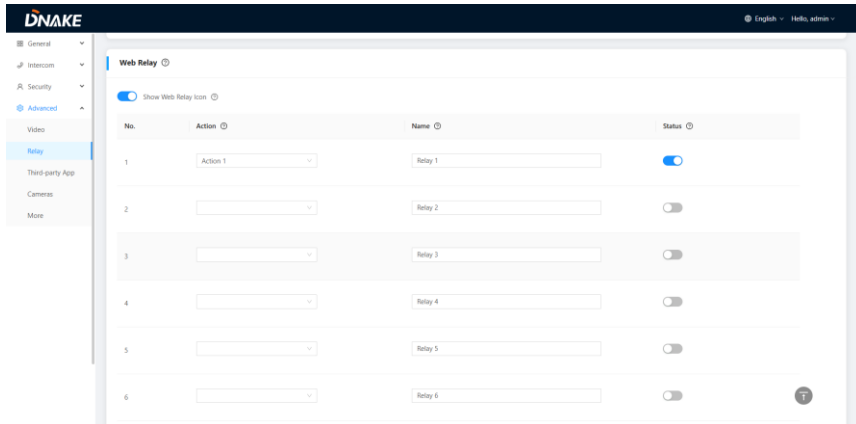 DNAKE
English
Hello, admin
General
Intercom
Security
Advanced
Video
Relay
Third-party App
Cameras
More
Web Relay
Show Web Relay Icon
No. Action Name Status
1 Action 1 Relay 1
2 Relay 2
3 Relay 3
4 Relay 4
5 Relay 5
6 Relay 6